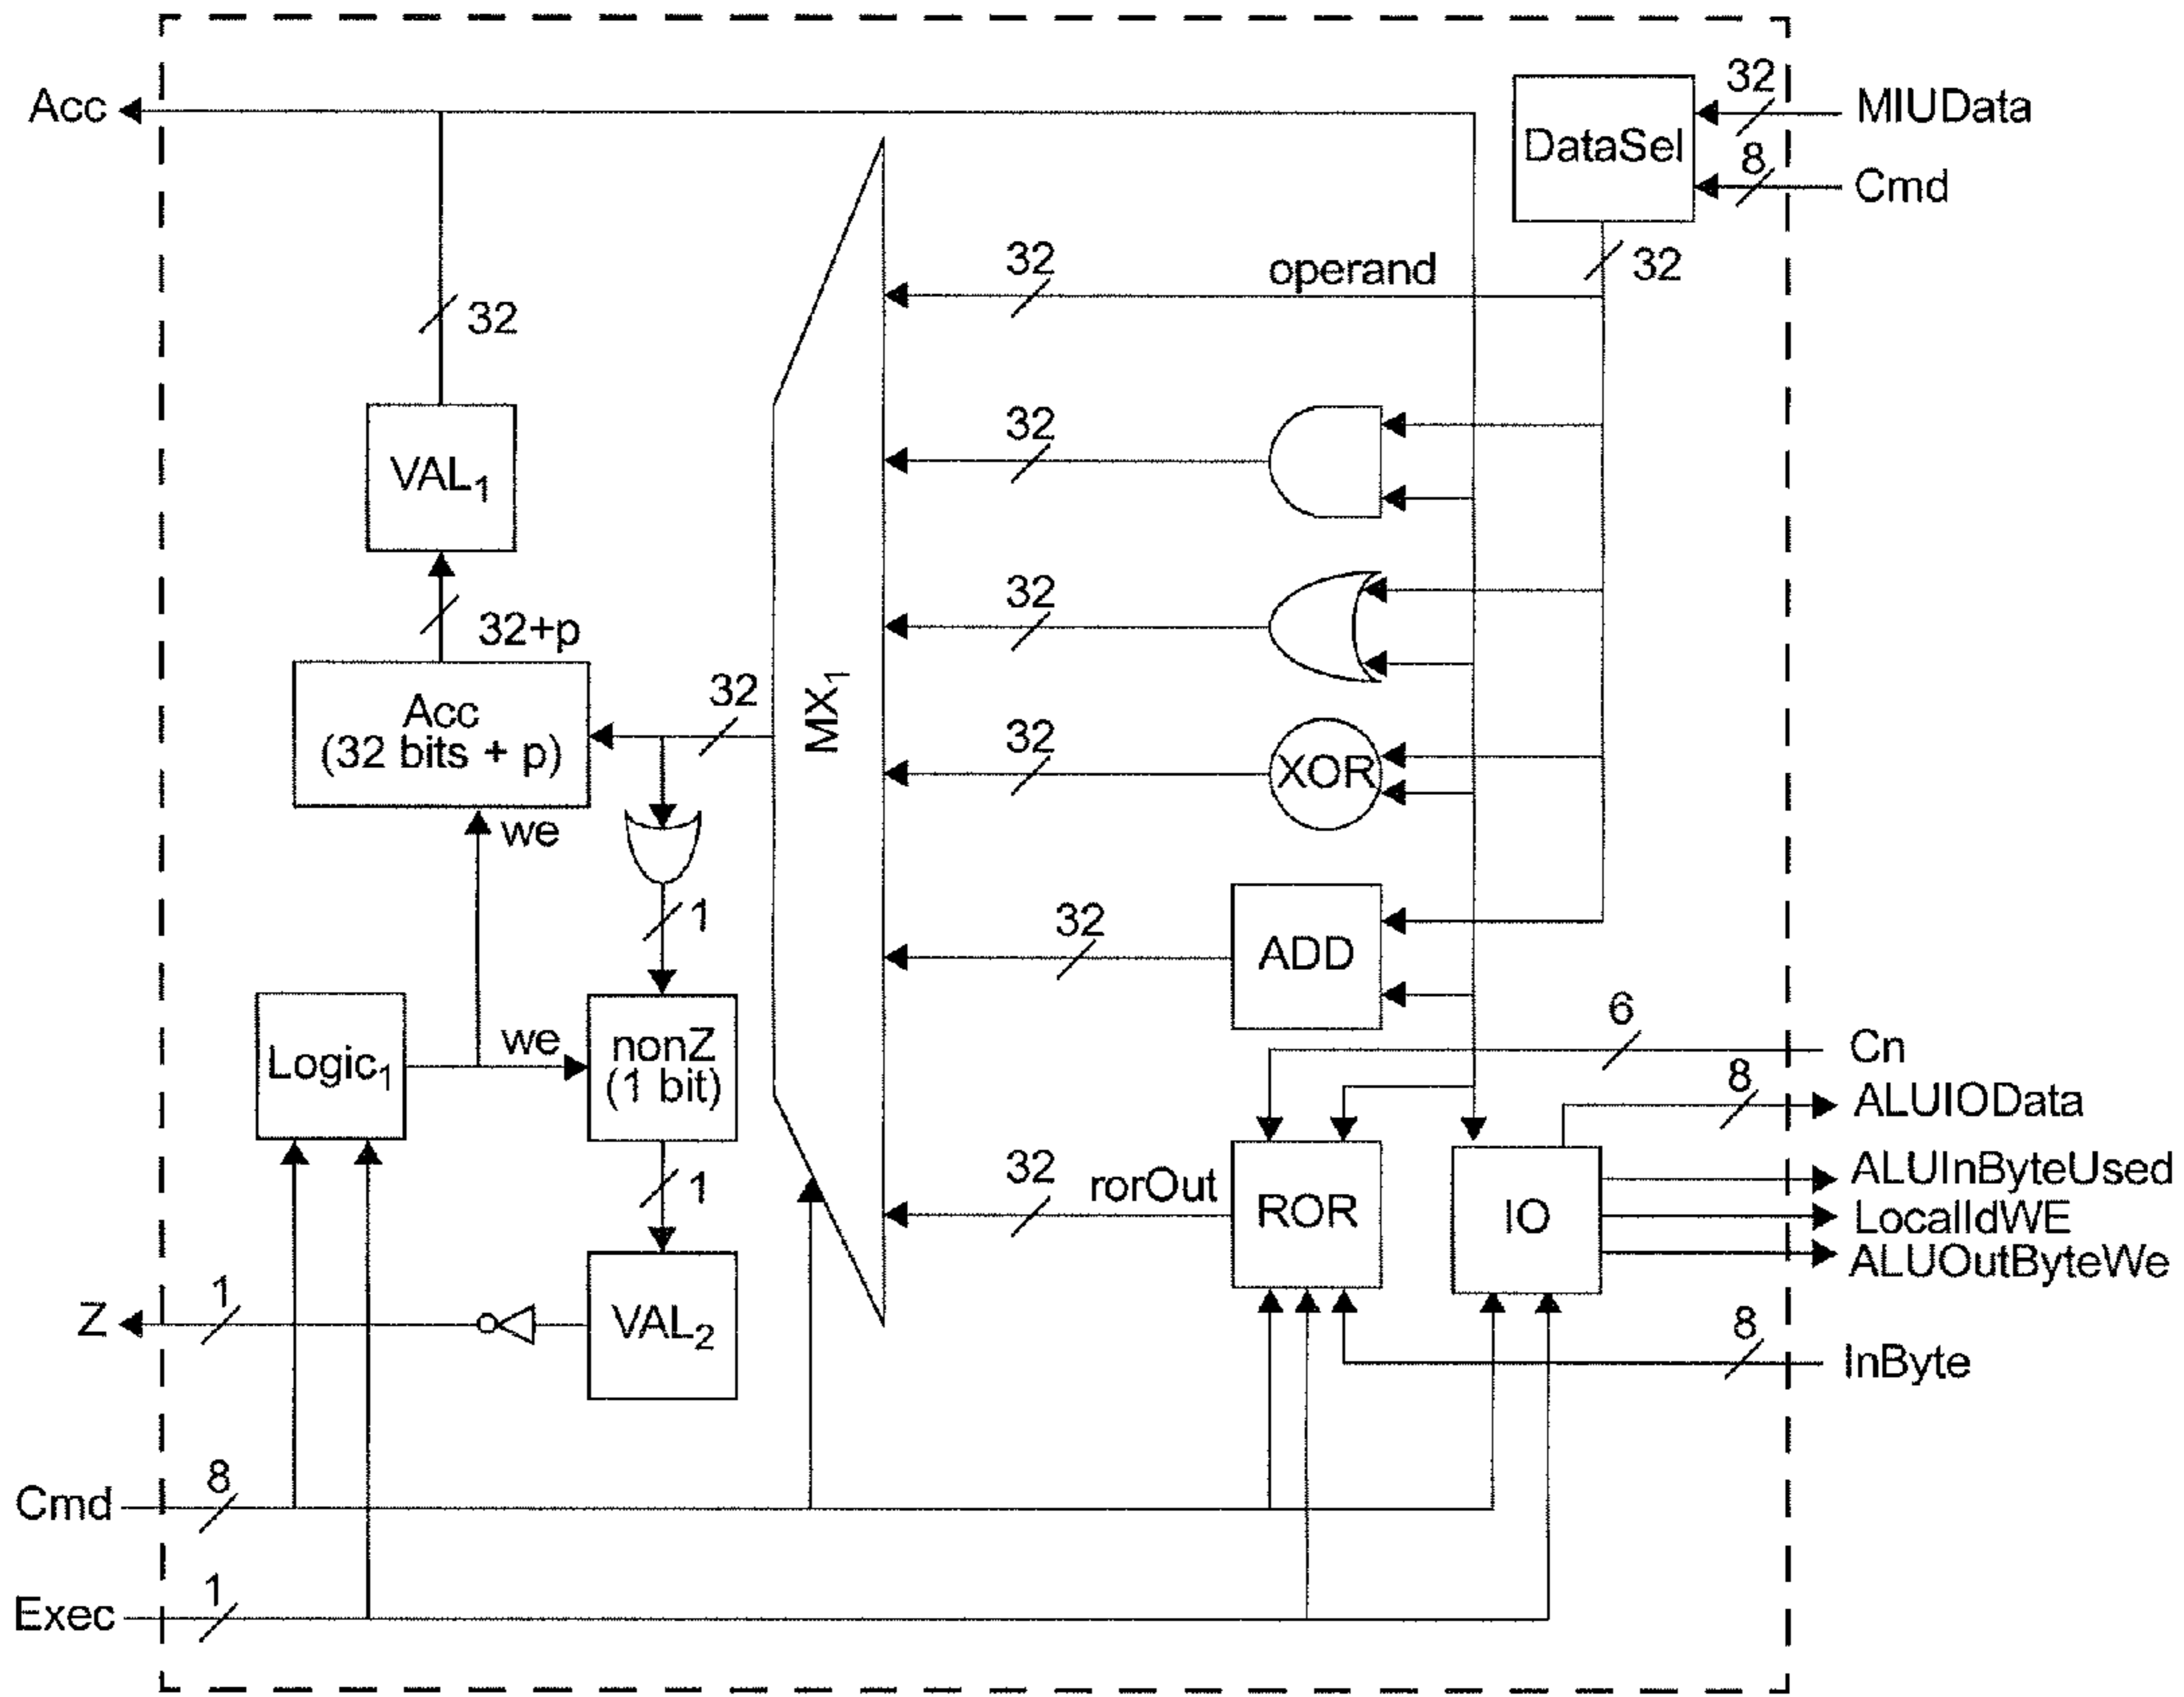 Acc
32
MIUData
DataSel
8
Cmd
32
operand
32
32
VAL1
32
32+p
32
Acc
(32 bits + p)
32
MX1
32
XOR
we
1
32
ADD
6
Cn
Logic1
we
nonZ
(1 bit)
8
ALUIOData
ALUInByteUsed
1
32
rorOut
ROR
IO
LocalIdWE
ALUOutByteWe
Z
1
VAL2
8
InByte
Cmd
8
Exec
1